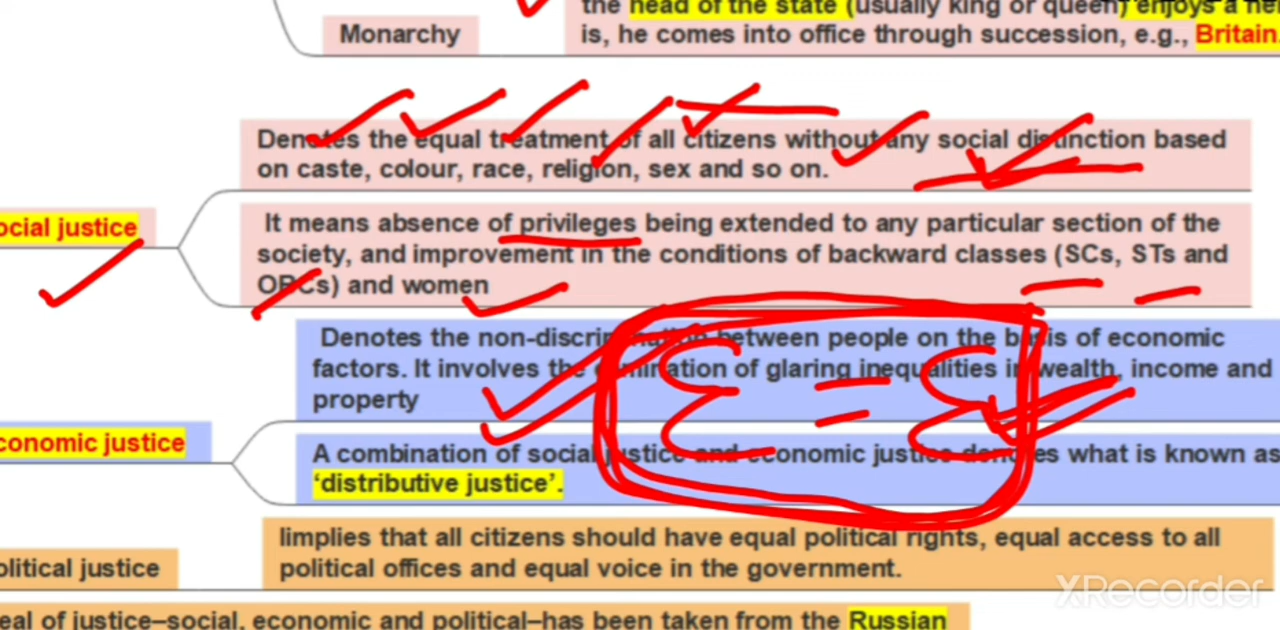 the head of the state (usually king or queen) enjoys a
Monarchy
is, he comes into office through succession, e.g., Britain.
Denotes the equal treatment of all citizens without any social distinction based
on caste, colour, race, religion, sex and so on.
ocial justice
It means absence of privileges being extended to any particular section of the
society, and improvement in the conditions of backward classes (SCs, STs and
OBCs) and women
Denotes the non-discrimination between people on the basis of economic
factors. It involves the elimination of glaring inequalities in wealth, income and
property
conomic justice
A combination of social justice and economic justice denotes what is known as
‘distributive justice’.
Iimplies that all citizens should have equal political rights, equal access to all
olitical justice
political offices and equal voice in the government.
XRecorder
eal of justice–social, economic and political–has been taken from the Russian